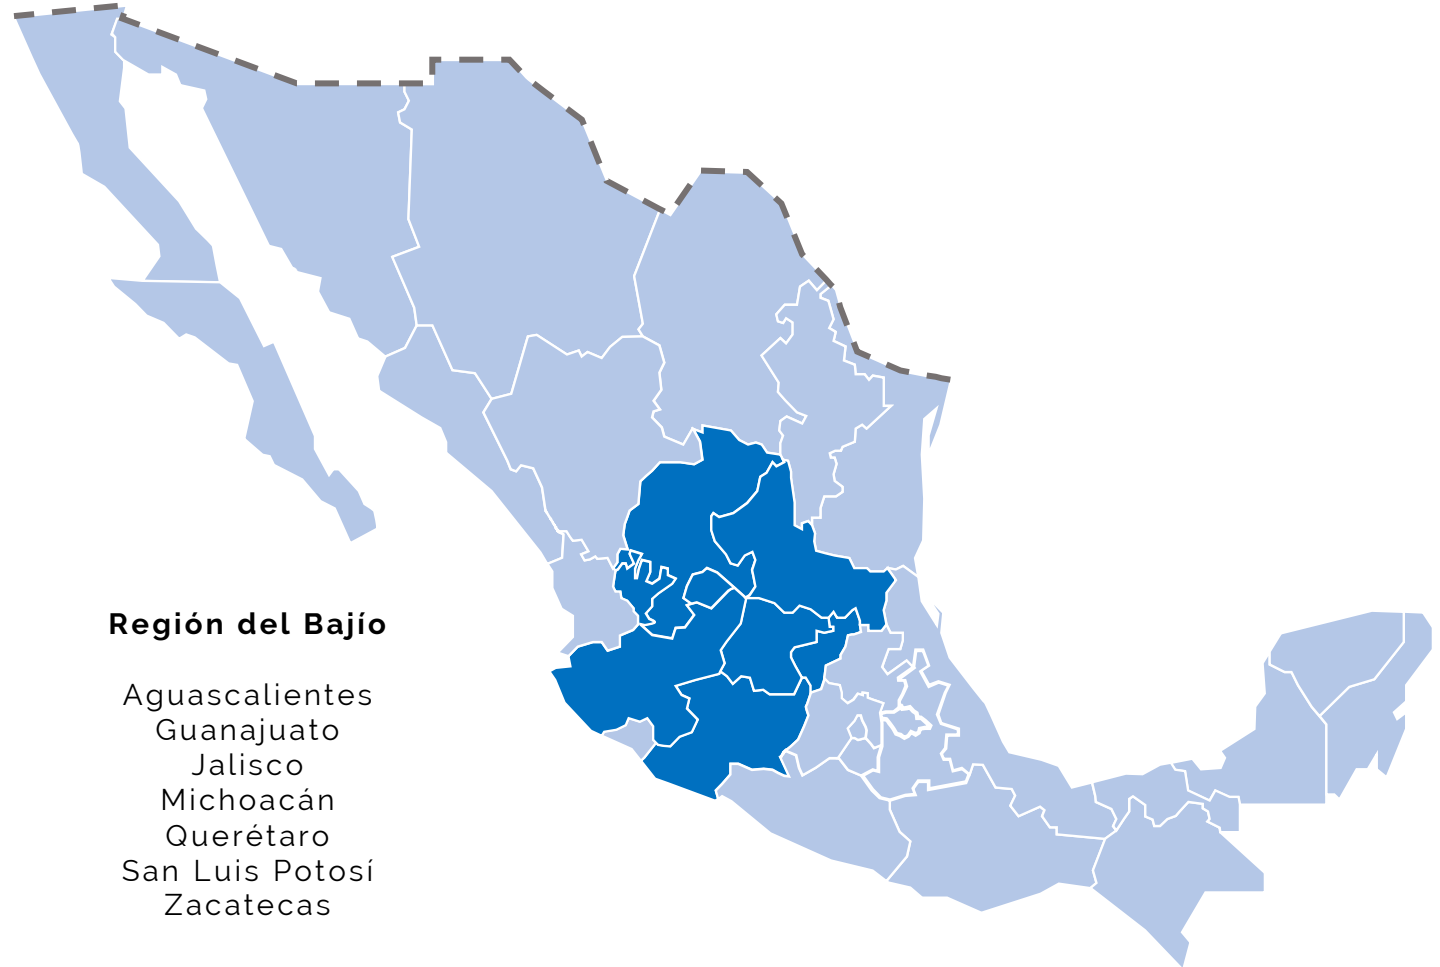 Región del Bajío
Aguascalientes
Guanajuato
Jalisco
Michoacán
Querétaro
San Luis Potosí
Zacatecas